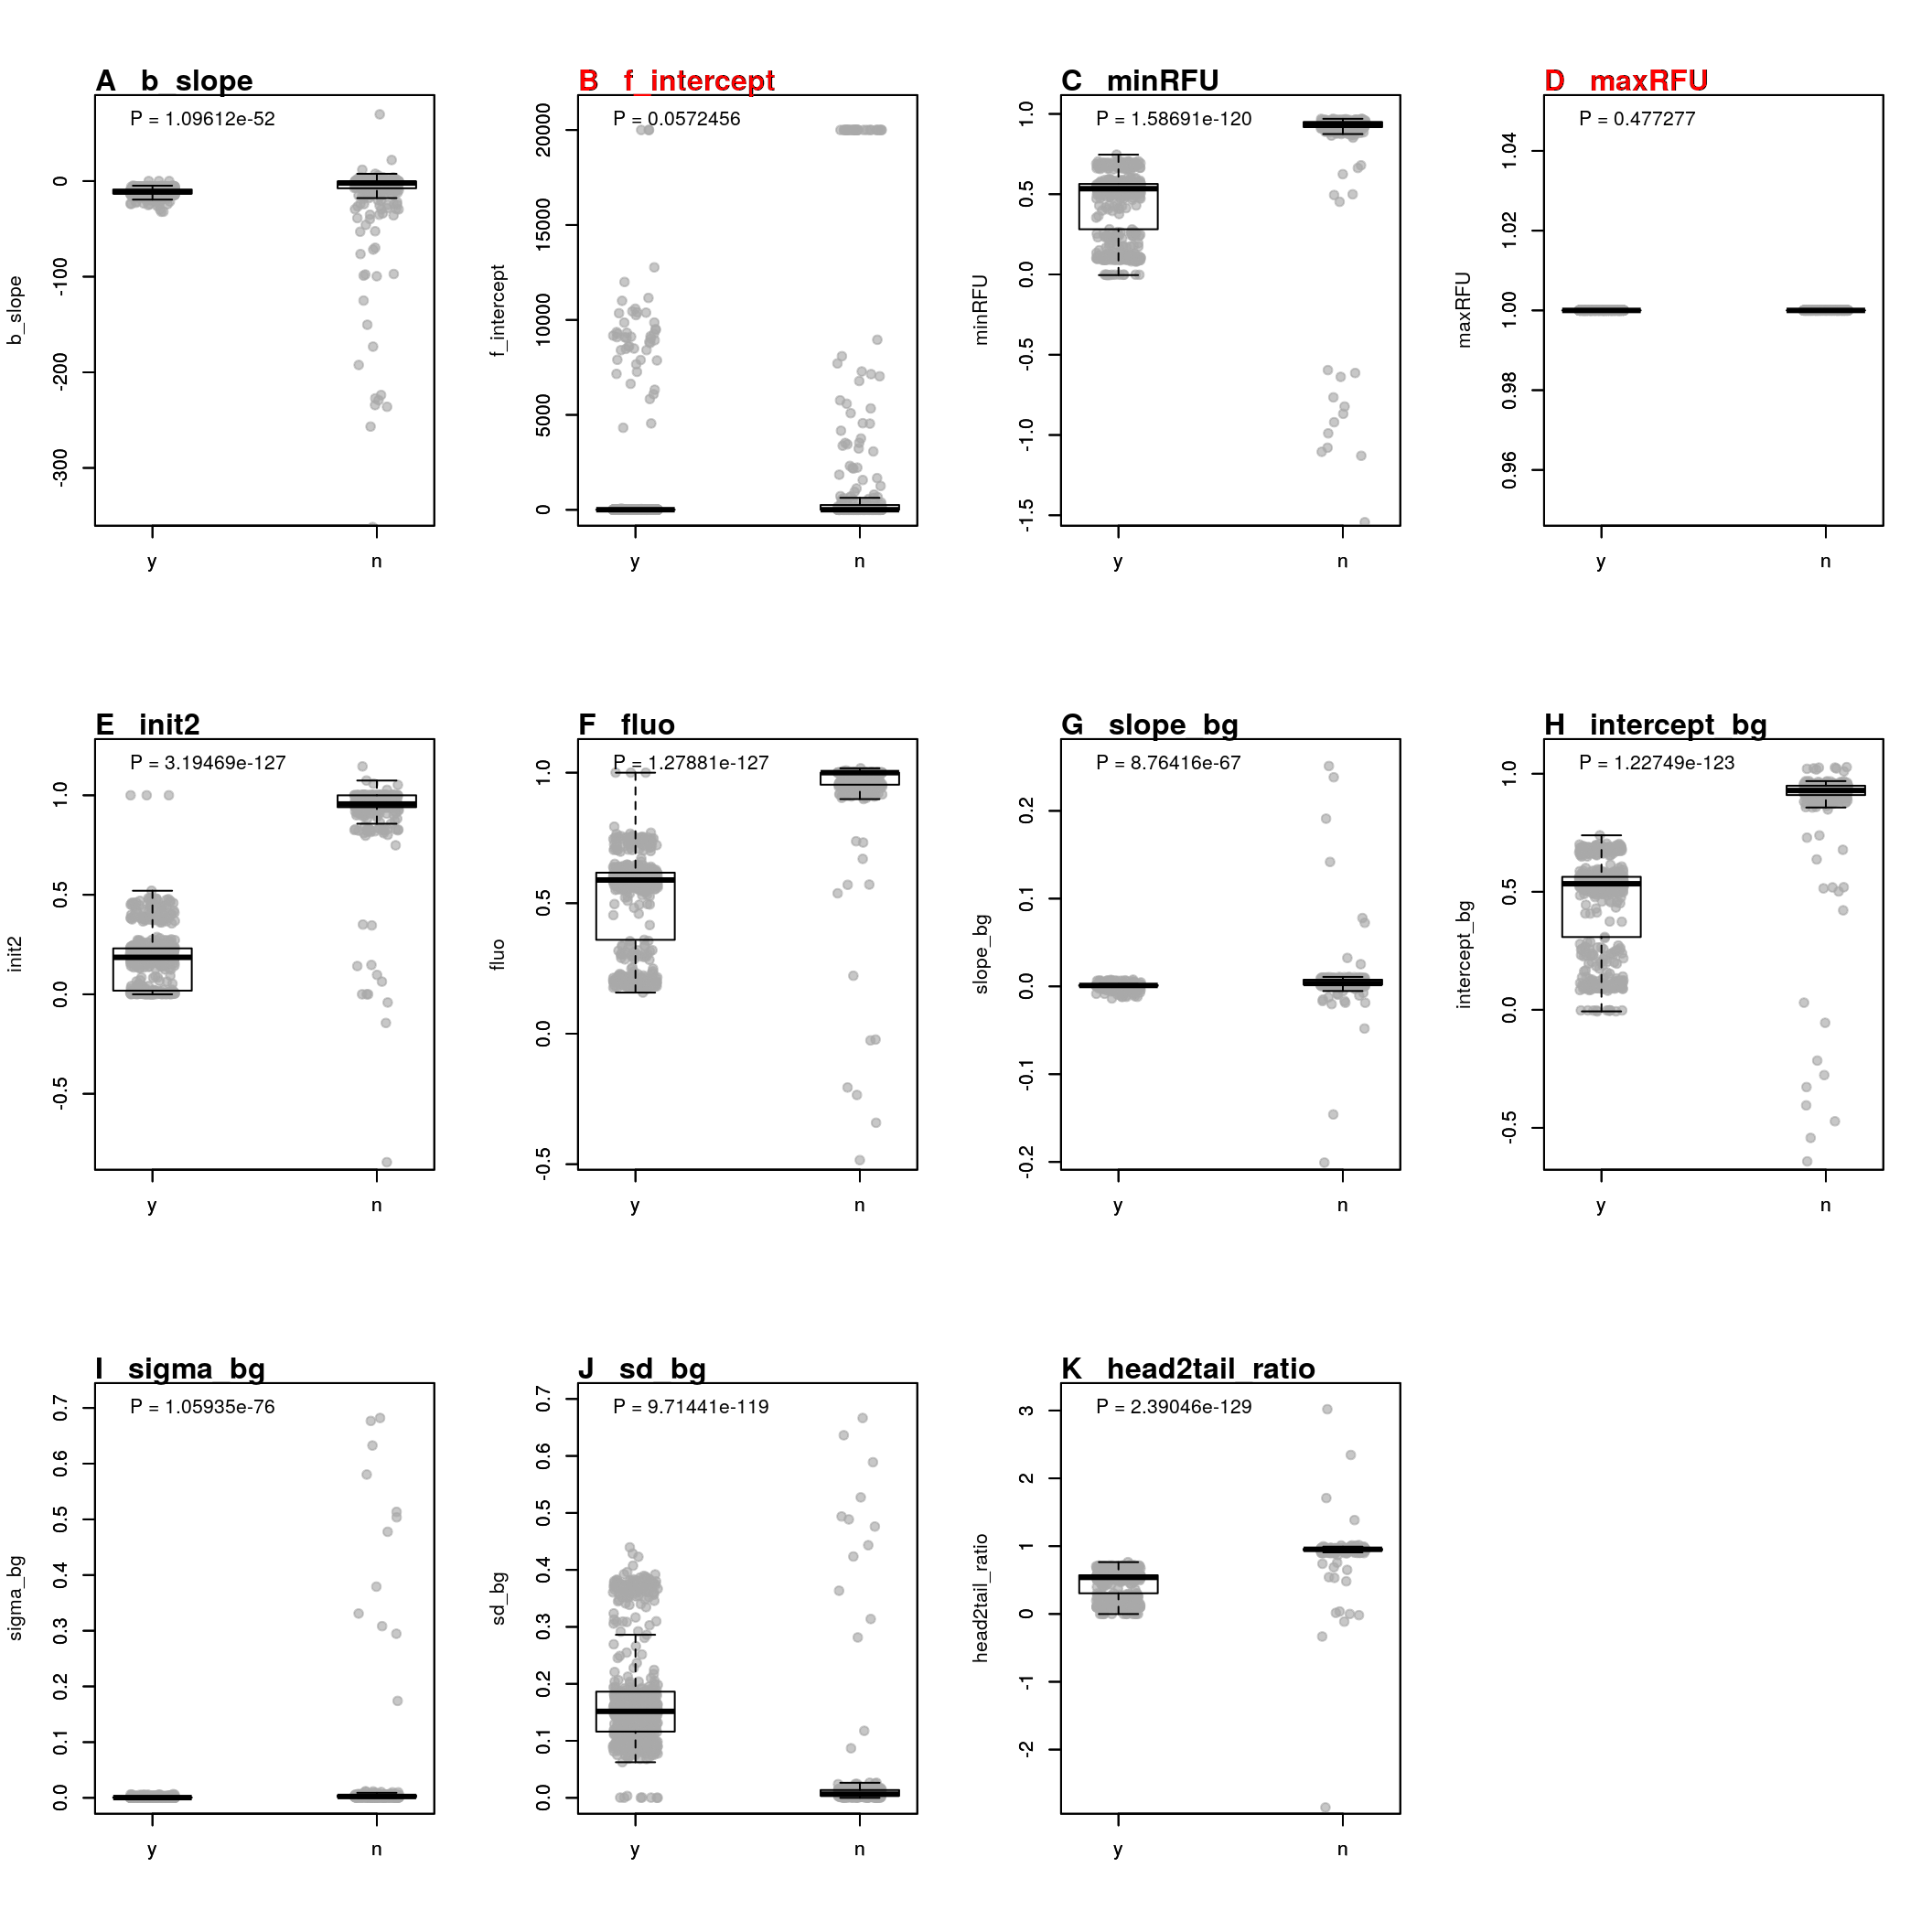 A b_slope
P = 1.09612e-52
b_slope
0
-100
-200
-300
y n
B f_intercept
P = 0.0572456
f_intercept
20000
15000
10000
5000
0
y n
C minRFU
P = 1.58691e-120
minRFU
1.0
0.5
0.0
-0.5
-1.0
-1.5
y n
D maxRFU
P = 0.477277
maxRFU
1.04
1.02
1.00
0.98
0.96
y n
E init2
P = 3.19469e-127
init2
1.0
0.5
0.0
-0.5
y n
F fluo
P = 1.27881e-127
fluo
1.0
0.5
0.0
-0.5
y n
G slope_bg
P = 8.76416e-67
slope_bg
0.2
0.1
0.0
-0.1
-0.2
y n
H intercept_bg
P = 1.22749e-123
intercept_bg
1.0
0.5
0.0
-0.5
y n
I sigma_bg
P = 1.05935e-76
sigma_bg
0.7
0.6
0.5
0.4
0.3
0.2
0.1
0.0
y n
J sd_bg
P = 9.71441e-119
sd_bg
0.7
0.6
0.5
0.4
0.3
0.2
0.1
0.0
y n
K head2tail_ratio
P = 2.39046e-129
head2tail_ratio
3
2
1
0
-1
-2
y n